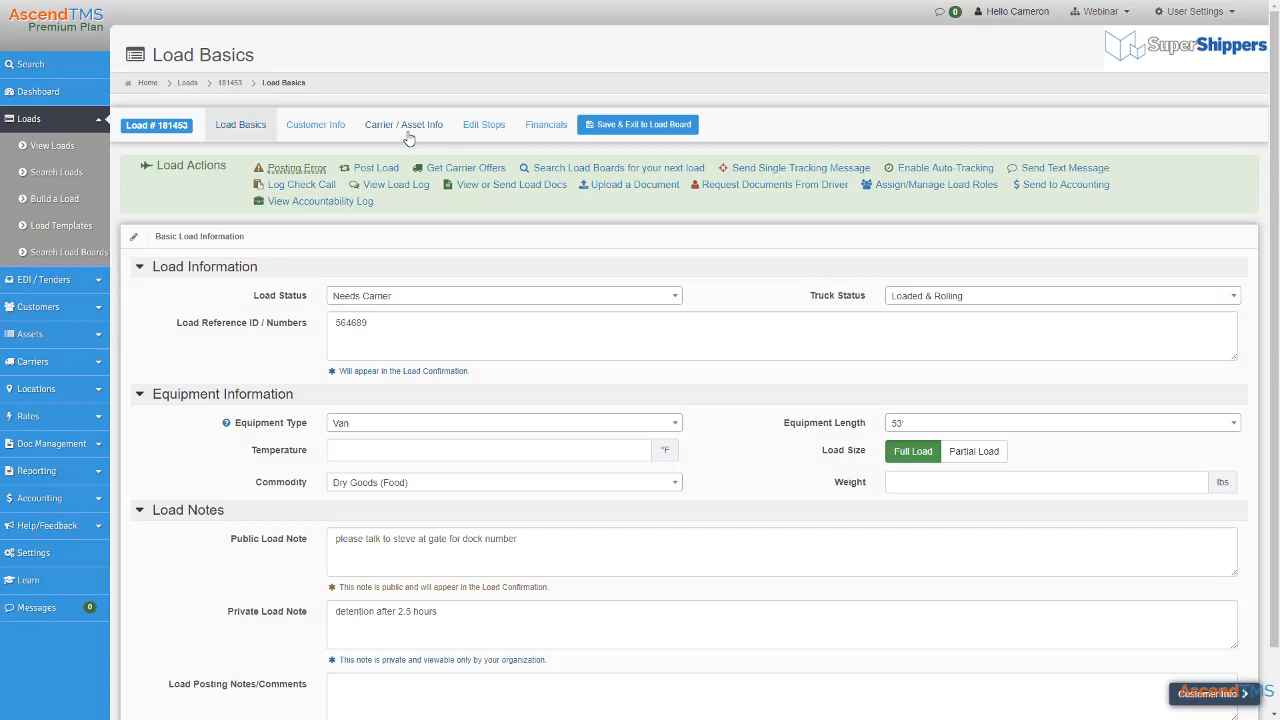 AscendTMS
Premium Plan
0
Hello Cameron
Webinar
User Settings
Search
Dashboard
Loads
View Loads
Search Loads
Build a Load
Load Templates
Search Load Boards
EDI / Tenders
Customers
Assets
Carriers
Locations
Rates
Doc Management
Reporting
Accounting
Help/Feedback
Settings
Learn
Messages 0
Load Basics
SuperShippers
Home Loads 181453 Load Basics
Load # 181453 Load Basics Customer Info Carrier / Asset Info Edit Stops Financials Save & Exit to Load Board
Load Actions Posting Error Post Load Get Carrier Offers Search Load Boards for your next load Send Single Tracking Message Enable Auto-Tracking Send Text Message
Log Check Call View Load Log View or Send Load Docs Upload a Document Request Documents From Driver Assign/Manage Load Roles $ Send to Accounting
View Accountability Log
Basic Load Information
Load Information
Load Status Needs Carrier Truck Status Loaded & Rolling
Load Reference ID / Numbers 564689
* Will appear in the Load Confirmation.
Equipment Information
Equipment Type Van Equipment Length 53'
Temperature °F Load Size Full Load Partial Load
Commodity Dry Goods (Food) Weight lbs
Load Notes
Public Load Note please talk to steve at gate for dock number
* This note is public and will appear in the Load Confirmation.
Private Load Note detention after 2.5 hours
* This note is private and viewable only by your organization.
Load Posting Notes/Comments
Customer Info
AscendTMS